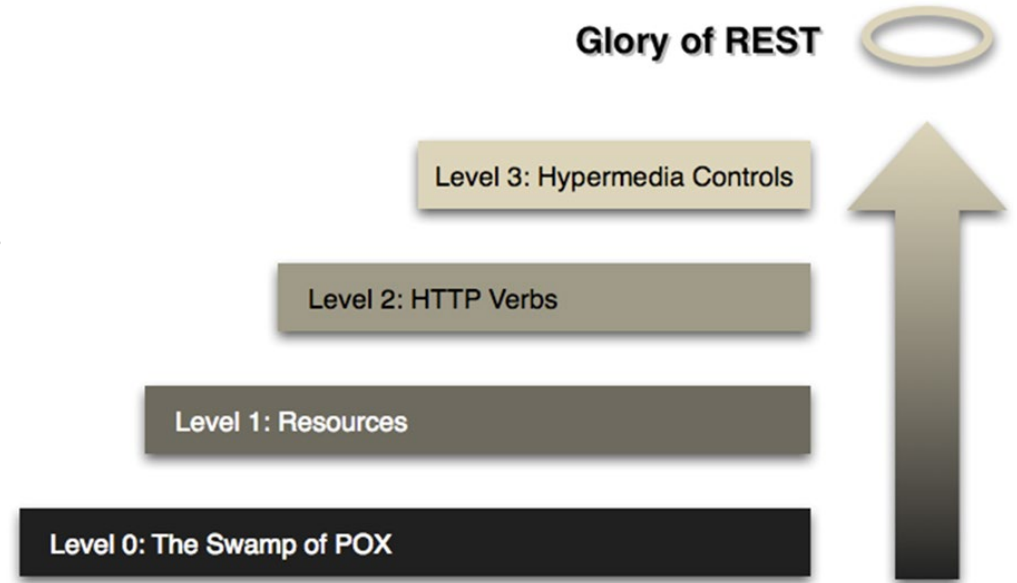 Glory of REST
Level 3: Hypermedia Controls
Level 2: HTTP Verbs
Level 1: Resources
Level 0: The Swamp of POX